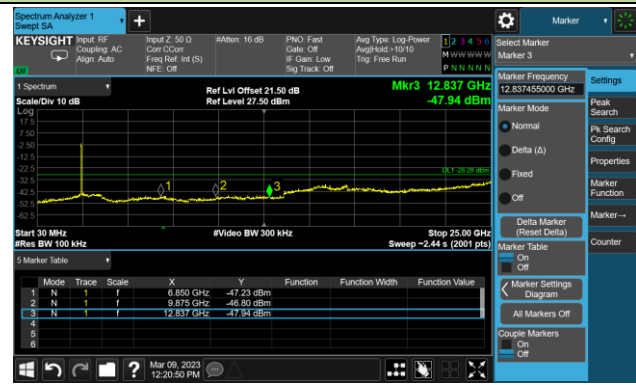 Spectrum Analyzer 1
Swept SA
Marker
KEYSIGHT
Input: RF
Coupling: AC
Align: Auto
Input Z: 50 Ω
Corr CCorr
Freq Ref: Int (S)
NFE: Off
#Atten: 16 dB
PNO: Fast
Gate: Off
IF Gain: Low
Sig Track: Off
Avg Type: Log-Power
Avg|Hold:>10/10
Trig: Free Run
1 2 3 4 5 6
M W W W W W
P N N N N N
LXI
1 Spectrum
Scale/Div 10 dB
Log
Ref Lvl Offset 21.50 dB
Ref Level 27.50 dBm
Mkr3 12.837 GHz
-47.94 dBm
17.5
7.50
-2.50
-12.5
-22.5
-32.5
-42.5
-52.5
-62.5
DL1 -28.28 dBm
1
2
3
Start 30 MHz
#Res BW 100 kHz
#Video BW 300 kHz
Stop 25.00 GHz
Sweep ~2.44 s (2001 pts)
5 Marker Table
Mode Trace Scale X Y Function Function Width Function Value
1 N 1 f 6.850 GHz -47.23 dBm
2 N 1 f 9.875 GHz -46.80 dBm
3 N 1 f 12.837 GHz -47.94 dBm
4
5
6
Mar 09, 2023
12:20:50 PM
Select Marker
Marker 3
Marker Frequency
12.837455000 GHz
Marker Mode
Normal
Delta (Δ)
Fixed
Off
Delta Marker
(Reset Delta)
Marker Table
On
Off
Marker Settings
Diagram
All Markers Off
Couple Markers
On
Off
Settings
Peak
Search
Pk Search
Config
Properties
Marker
Function
Marker→
Counter